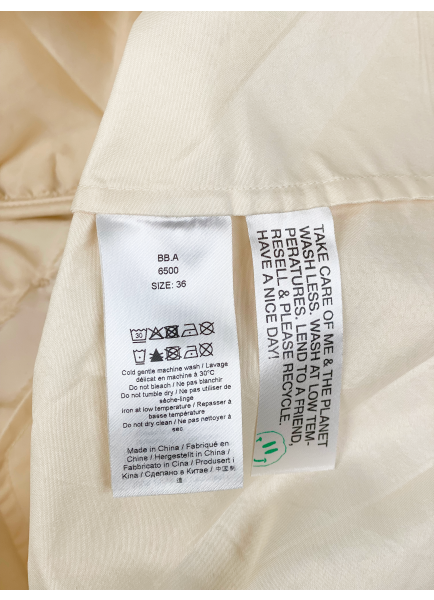 BB.A
6500
SIZE: 36
30
Cold gentle machine wash / Lavage
délicat en machine à 30°C
Do not bleach / Ne pas blanchir
Do not tumble dry / Ne pas utiliser de
sèche-linge
Iron at low temperature / Repasser à
basse température
Do not dry clean / Ne pas nettoyer à
sec
Made in China / Fabriqué en
Chine / Hergestellt in China /
Fabbricato in Cina / Produsert i
Kina / Сделано в Китае / 中国制
造
TAKE CARE OF ME & THE PLANET
WASH LESS. WASH AT LOW TEM-
PERATURES. LEND TO A FRIEND,
RESELL & PLEASE RECYCLE.
HAVE A NICE DAY!